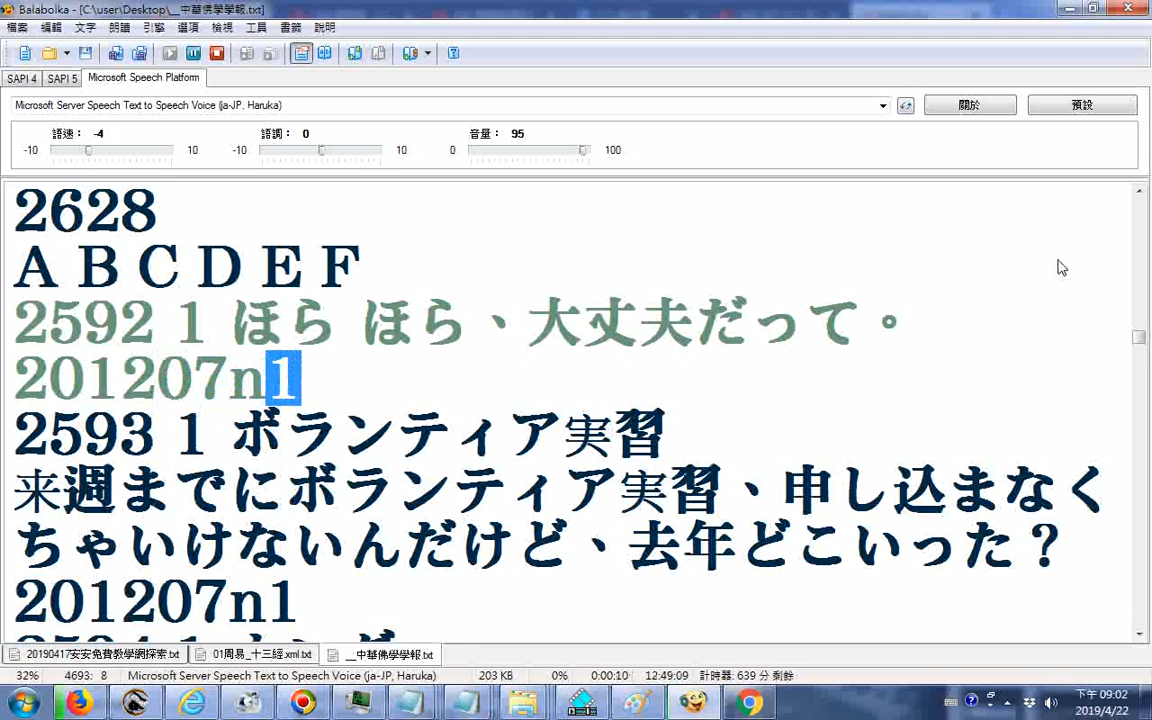 Balabolka - [C:\user\Desktop\__中華佛學學報.txt]
檔案 編輯 文字 朗讀 引擎 選項 檢視 工具 書籤 說明
SAPI 4 SAPI 5 Microsoft Speech Platform
Microsoft Server Speech Text to Speech Voice (ja-JP, Haruka) 關於 預設
語速： -4 語調： 0 音量： 95
-10 10 -10 10 0 100
2628
A B C D E F
2592 1 ほら ほら、大丈夫だって。
201207n1
2593 1 ボランティア実習
来週までにボランティア実習、申し込まなく
ちゃいけないんだけど、去年どこいった？
201207n1
20190417安安免費教學網探索.txt 01周易_十三經.xml.txt __中華佛學學報.txt
32% 4693: 8 Microsoft Server Speech Text to Speech Voice (ja-JP, Haruka) 203 KB 0% 0:00:10 12:49:09 計時器: 639 分 剩餘
下午 09:02
2019/4/22